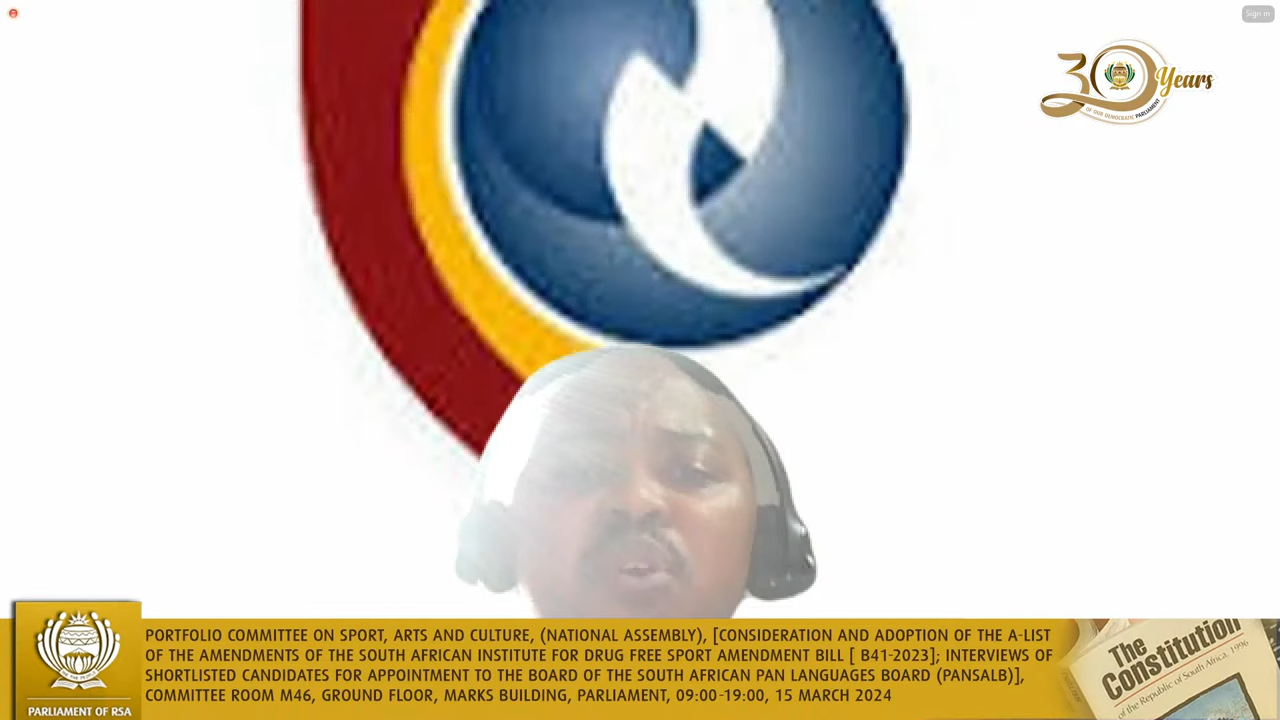 Sign in
30 Years
OF OUR DEMOCRATIC PARLIAMENT
PORTFOLIO COMMITTEE ON SPORT, ARTS AND CULTURE, (NATIONAL ASSEMBLY), [CONSIDERATION AND ADOPTION OF THE A-LIST
OF THE AMENDMENTS OF THE SOUTH AFRICAN INSTITUTE FOR DRUG FREE SPORT AMENDMENT BILL [ B41-2023]; INTERVIEWS OF
SHORTLISTED CANDIDATES FOR APPOINTMENT TO THE BOARD OF THE SOUTH AFRICAN PAN LANGUAGES BOARD (PANSALB)],
COMMITTEE ROOM M46, GROUND FLOOR, MARKS BUILDING, PARLIAMENT, 09:00-19:00, 15 MARCH 2024
PARLIAMENT OF RSA
The
Constitution
of the Republic of South Africa, 1996